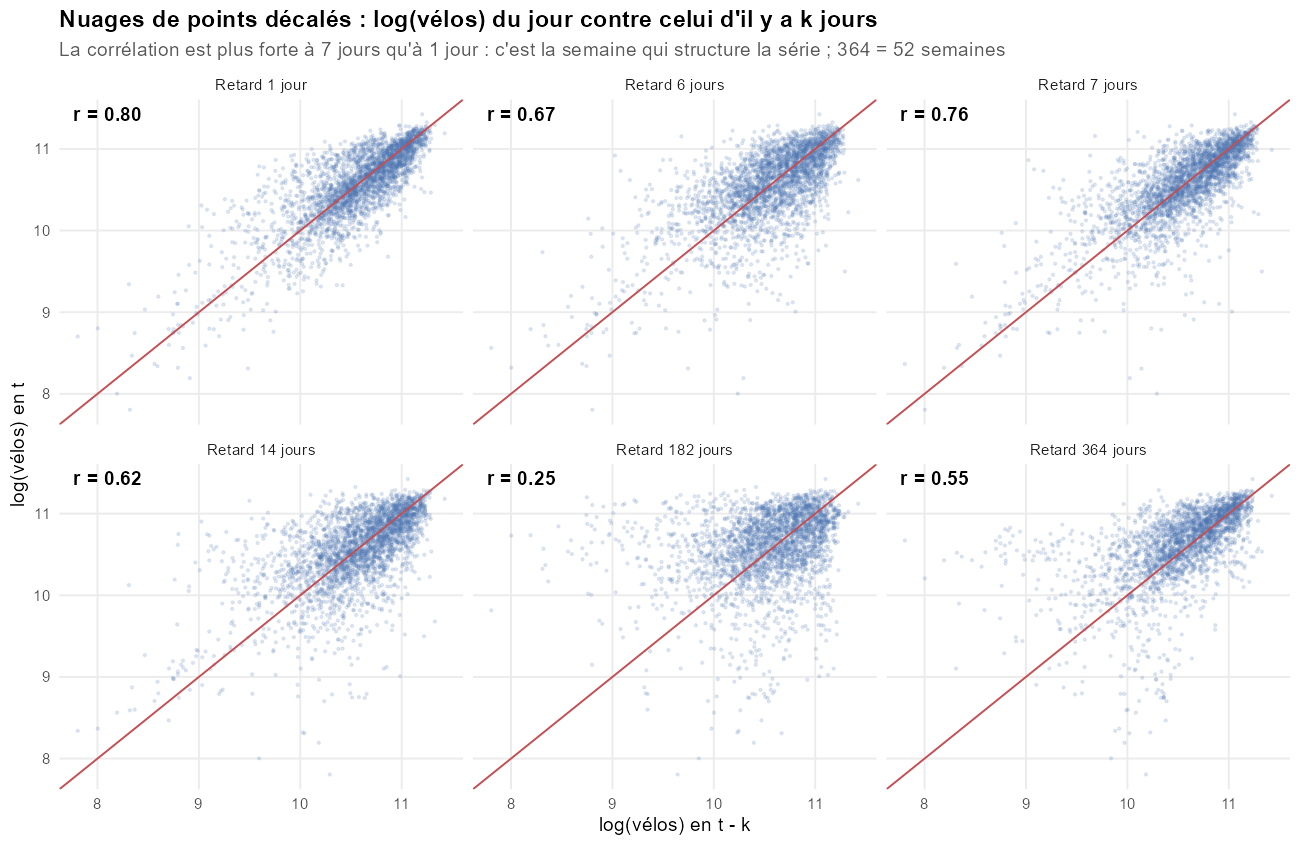 Nuages de points décalés : log(vélos) du jour contre celui d'il y a k jours
La corrélation est plus forte à 7 jours qu'à 1 jour : c'est la semaine qui structure la série ; 364 = 52 semaines
Retard 1 jour
Retard 6 jours
Retard 7 jours
r = 0.80
r = 0.67
r = 0.76
11
10
9
8
Retard 14 jours
Retard 182 jours
Retard 364 jours
r = 0.62
r = 0.25
r = 0.55
11
10
9
8
8 9 10 11
8 9 10 11
8 9 10 11
log(vélos) en t - k
log(vélos) en t